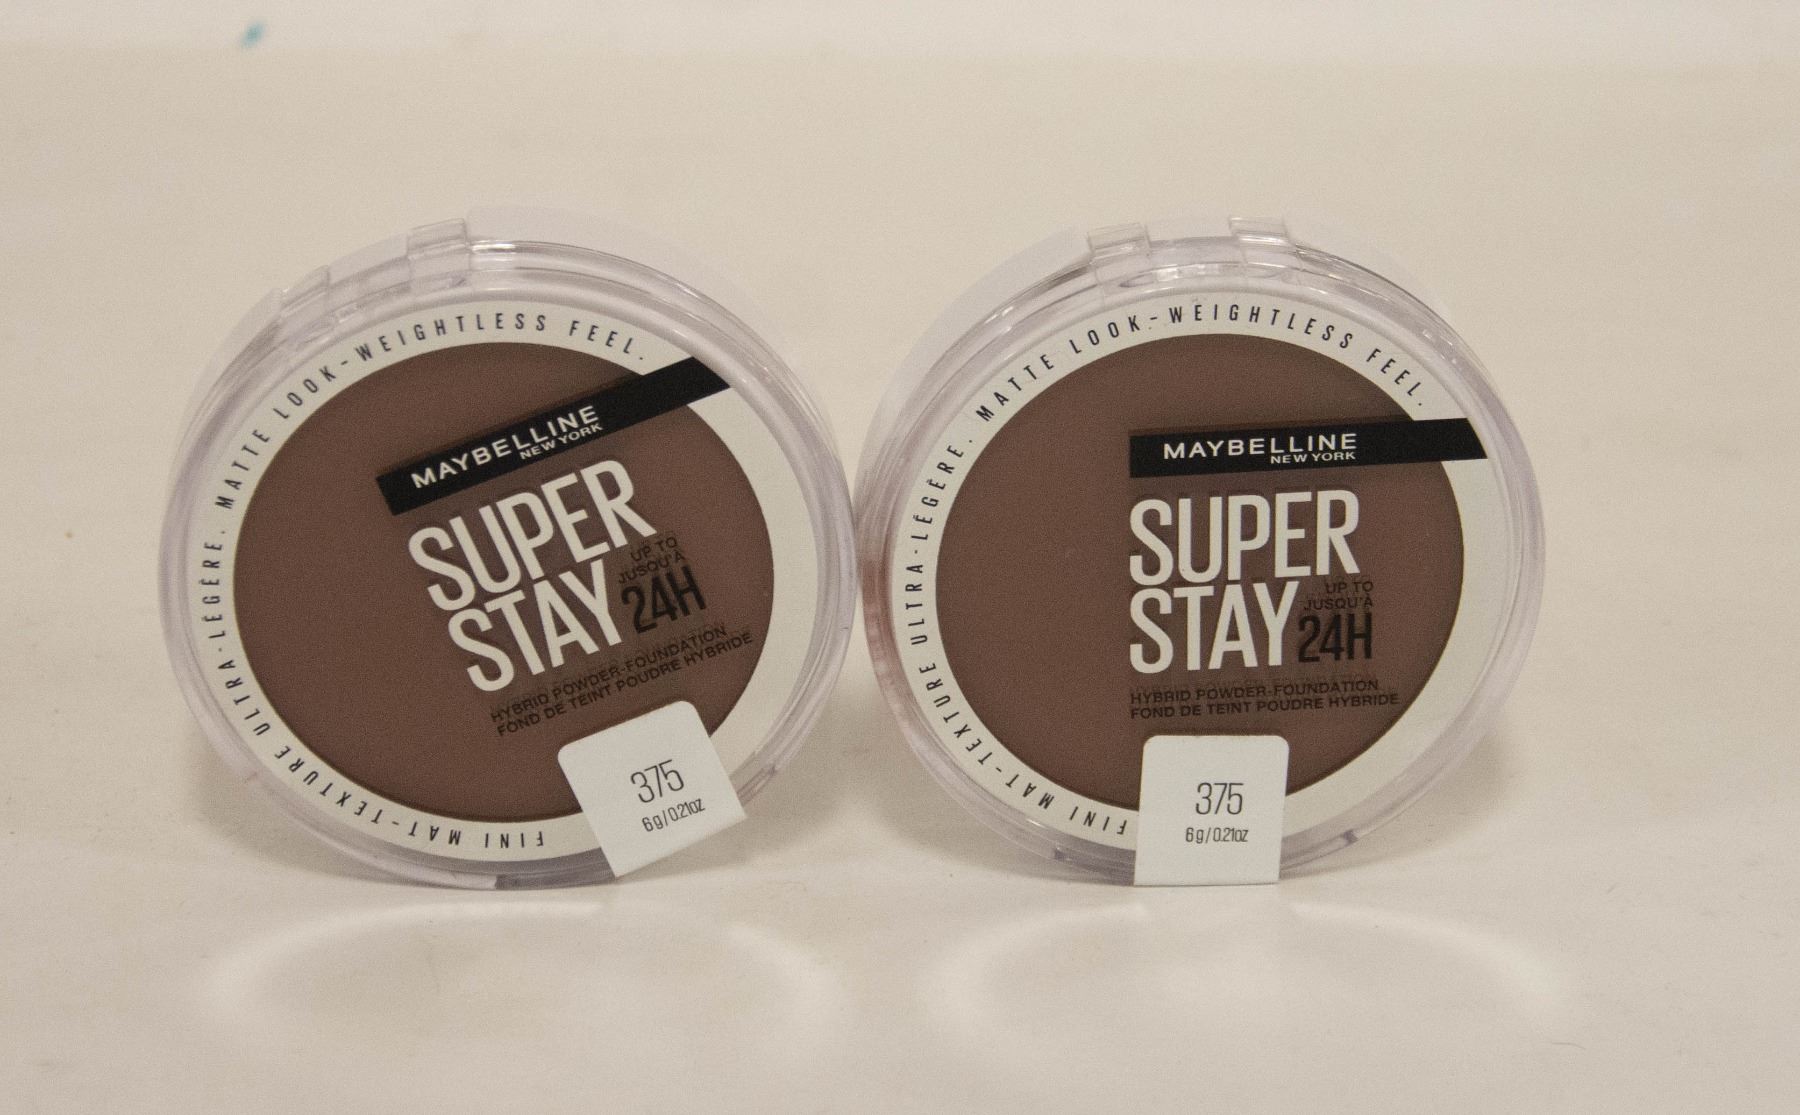 MATTE LOOK-WEIGHTLESS FEEL.
MAYBELLINE
NEW YORK
SUPER
STAY
UP TO
JUSQU'À
24H
HYBRID POWDER-FOUNDATION
FOND DE TEINT POUDRE HYBRIDE
375
6g/0.21oz
FINI MAT-TEXTURE ULTRA-LÉGÈRE.
MATTE LOOK-WEIGHTLESS FEEL.
MAYBELLINE
NEW YORK
SUPER
STAY
UP TO
JUSQU'À
24H
HYBRID POWDER-FOUNDATION
FOND DE TEINT POUDRE HYBRIDE
375
6g/0.21oz
FINI MAT-TEXTURE ULTRA-LÉGÈRE.